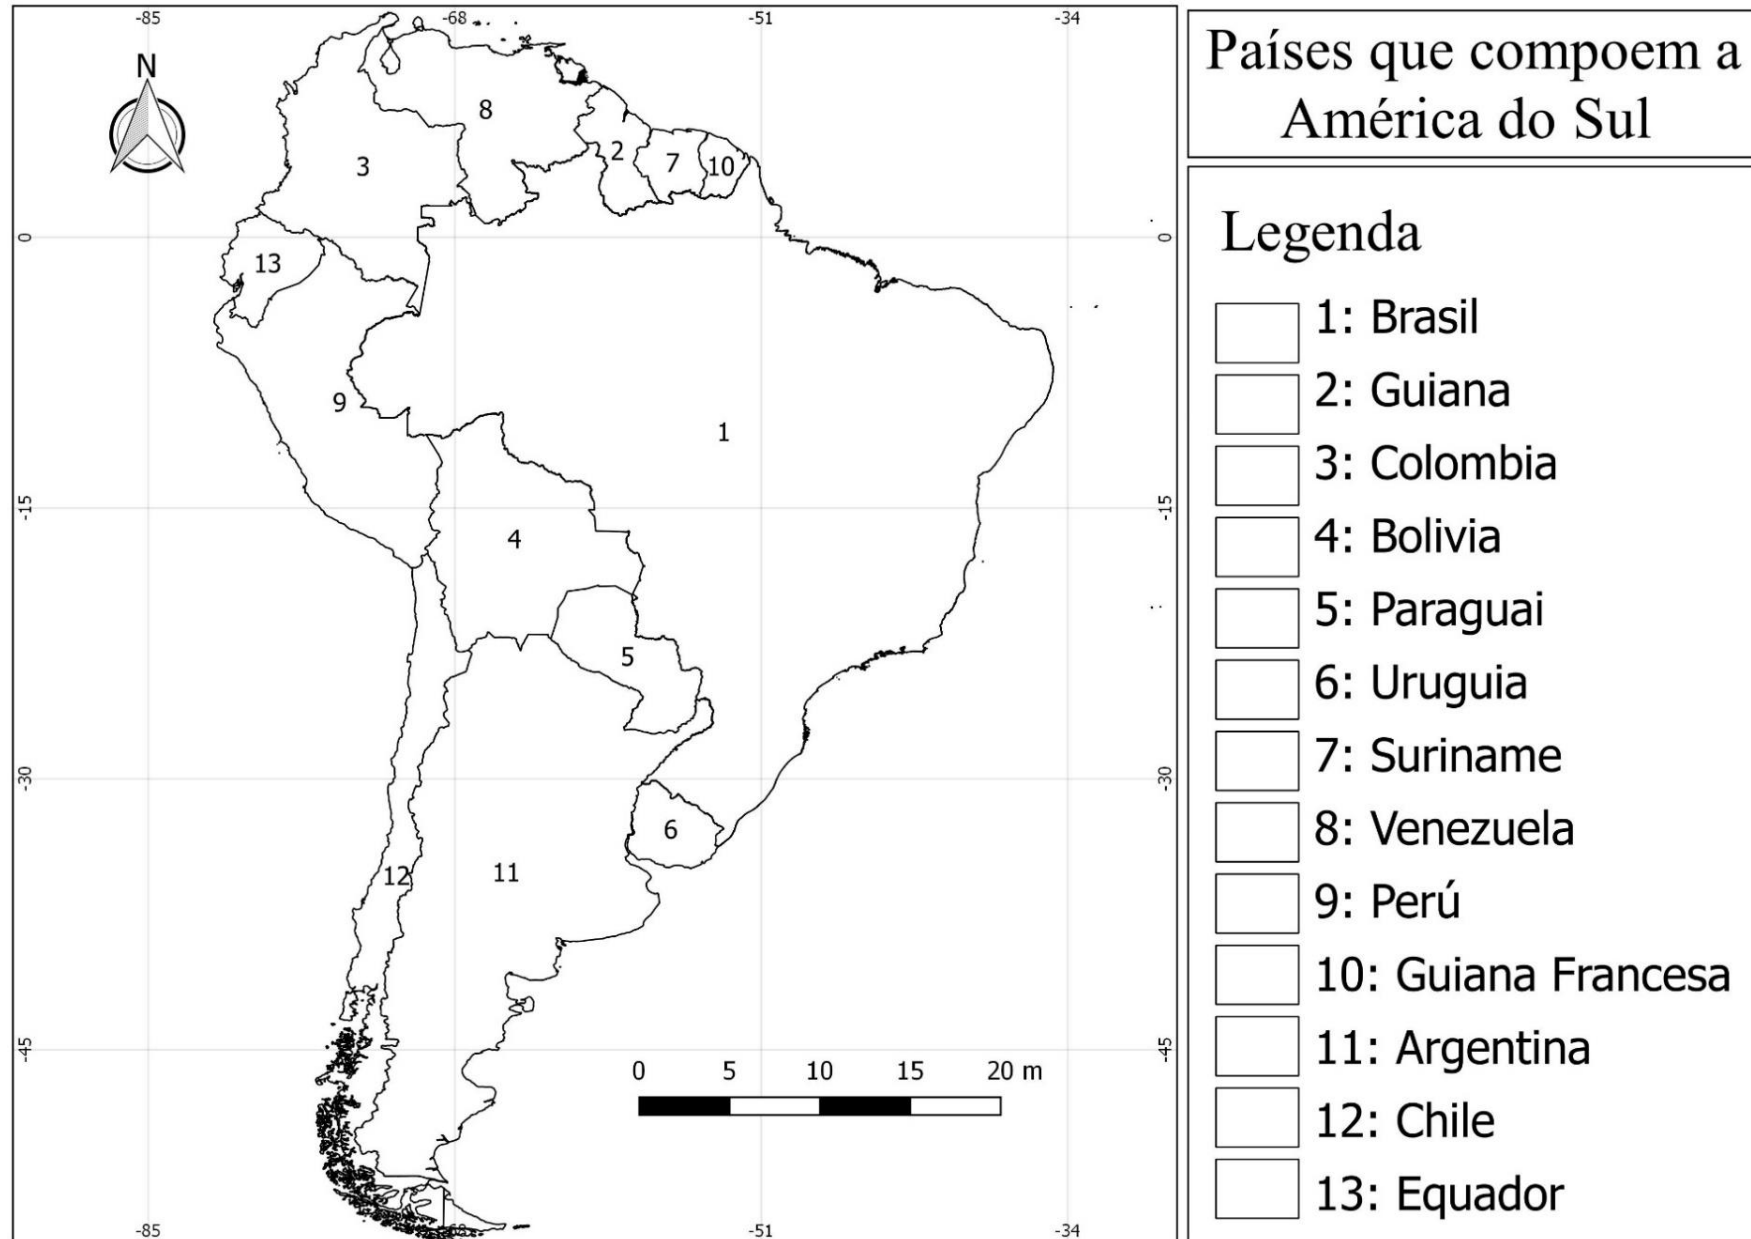 -85 -68 -51 -34
N
8
2
7
10
3
0 0
13
9
1
-15 -15
4
5
-30 -30
6
12
11
-45 -45
0 5 10 15 20 m
-85 -68 -51 -34
Países que compoem a
América do Sul
Legenda
1: Brasil
2: Guiana
3: Colombia
4: Bolivia
5: Paraguai
6: Uruguia
7: Suriname
8: Venezuela
9: Perú
10: Guiana Francesa
11: Argentina
12: Chile
13: Equador